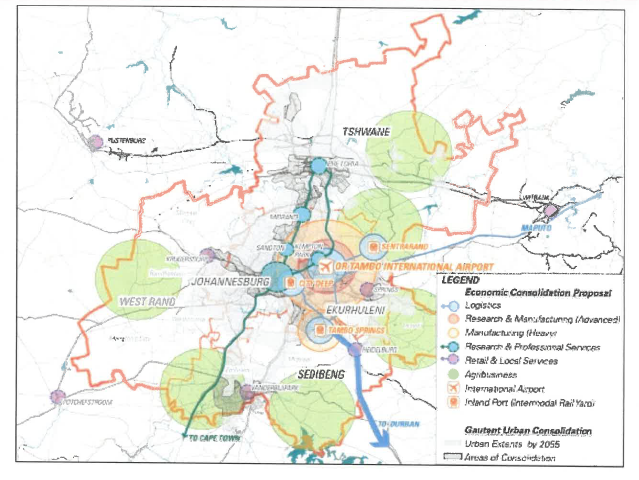 TSHWANE
RUSTENBURG
PRETORIA
WITBANK
MIDRAND
MAPUTO
SENTRARAND
SANDTON
KEMPTON
PARK
KRUGERSDORP
OR TAMBO INTERNATIONAL AIRPORT
JOHANNESBURG
CITY DEEP
SPRINGS
WEST RAND
EKURHULENI
TAMBO SPRINGS
HEIDELBURG
SEDIBENG
VANDERBIJLPARK
POTCHEFSTROOM
TO DURBAN
TO CAPE TOWN
LEGEND
Economic Consolidation Proposal
Logistics
Research & Manufacturing (Advanced)
Manufacturing (Heavy)
Research & Professional Services
Retail & Local Services
Agribusiness
International Airport
Inland Port (Intermodal Rail Yard)
Gauteng Urban Consolidation
Urban Extents by 2055
Areas of Consolidation